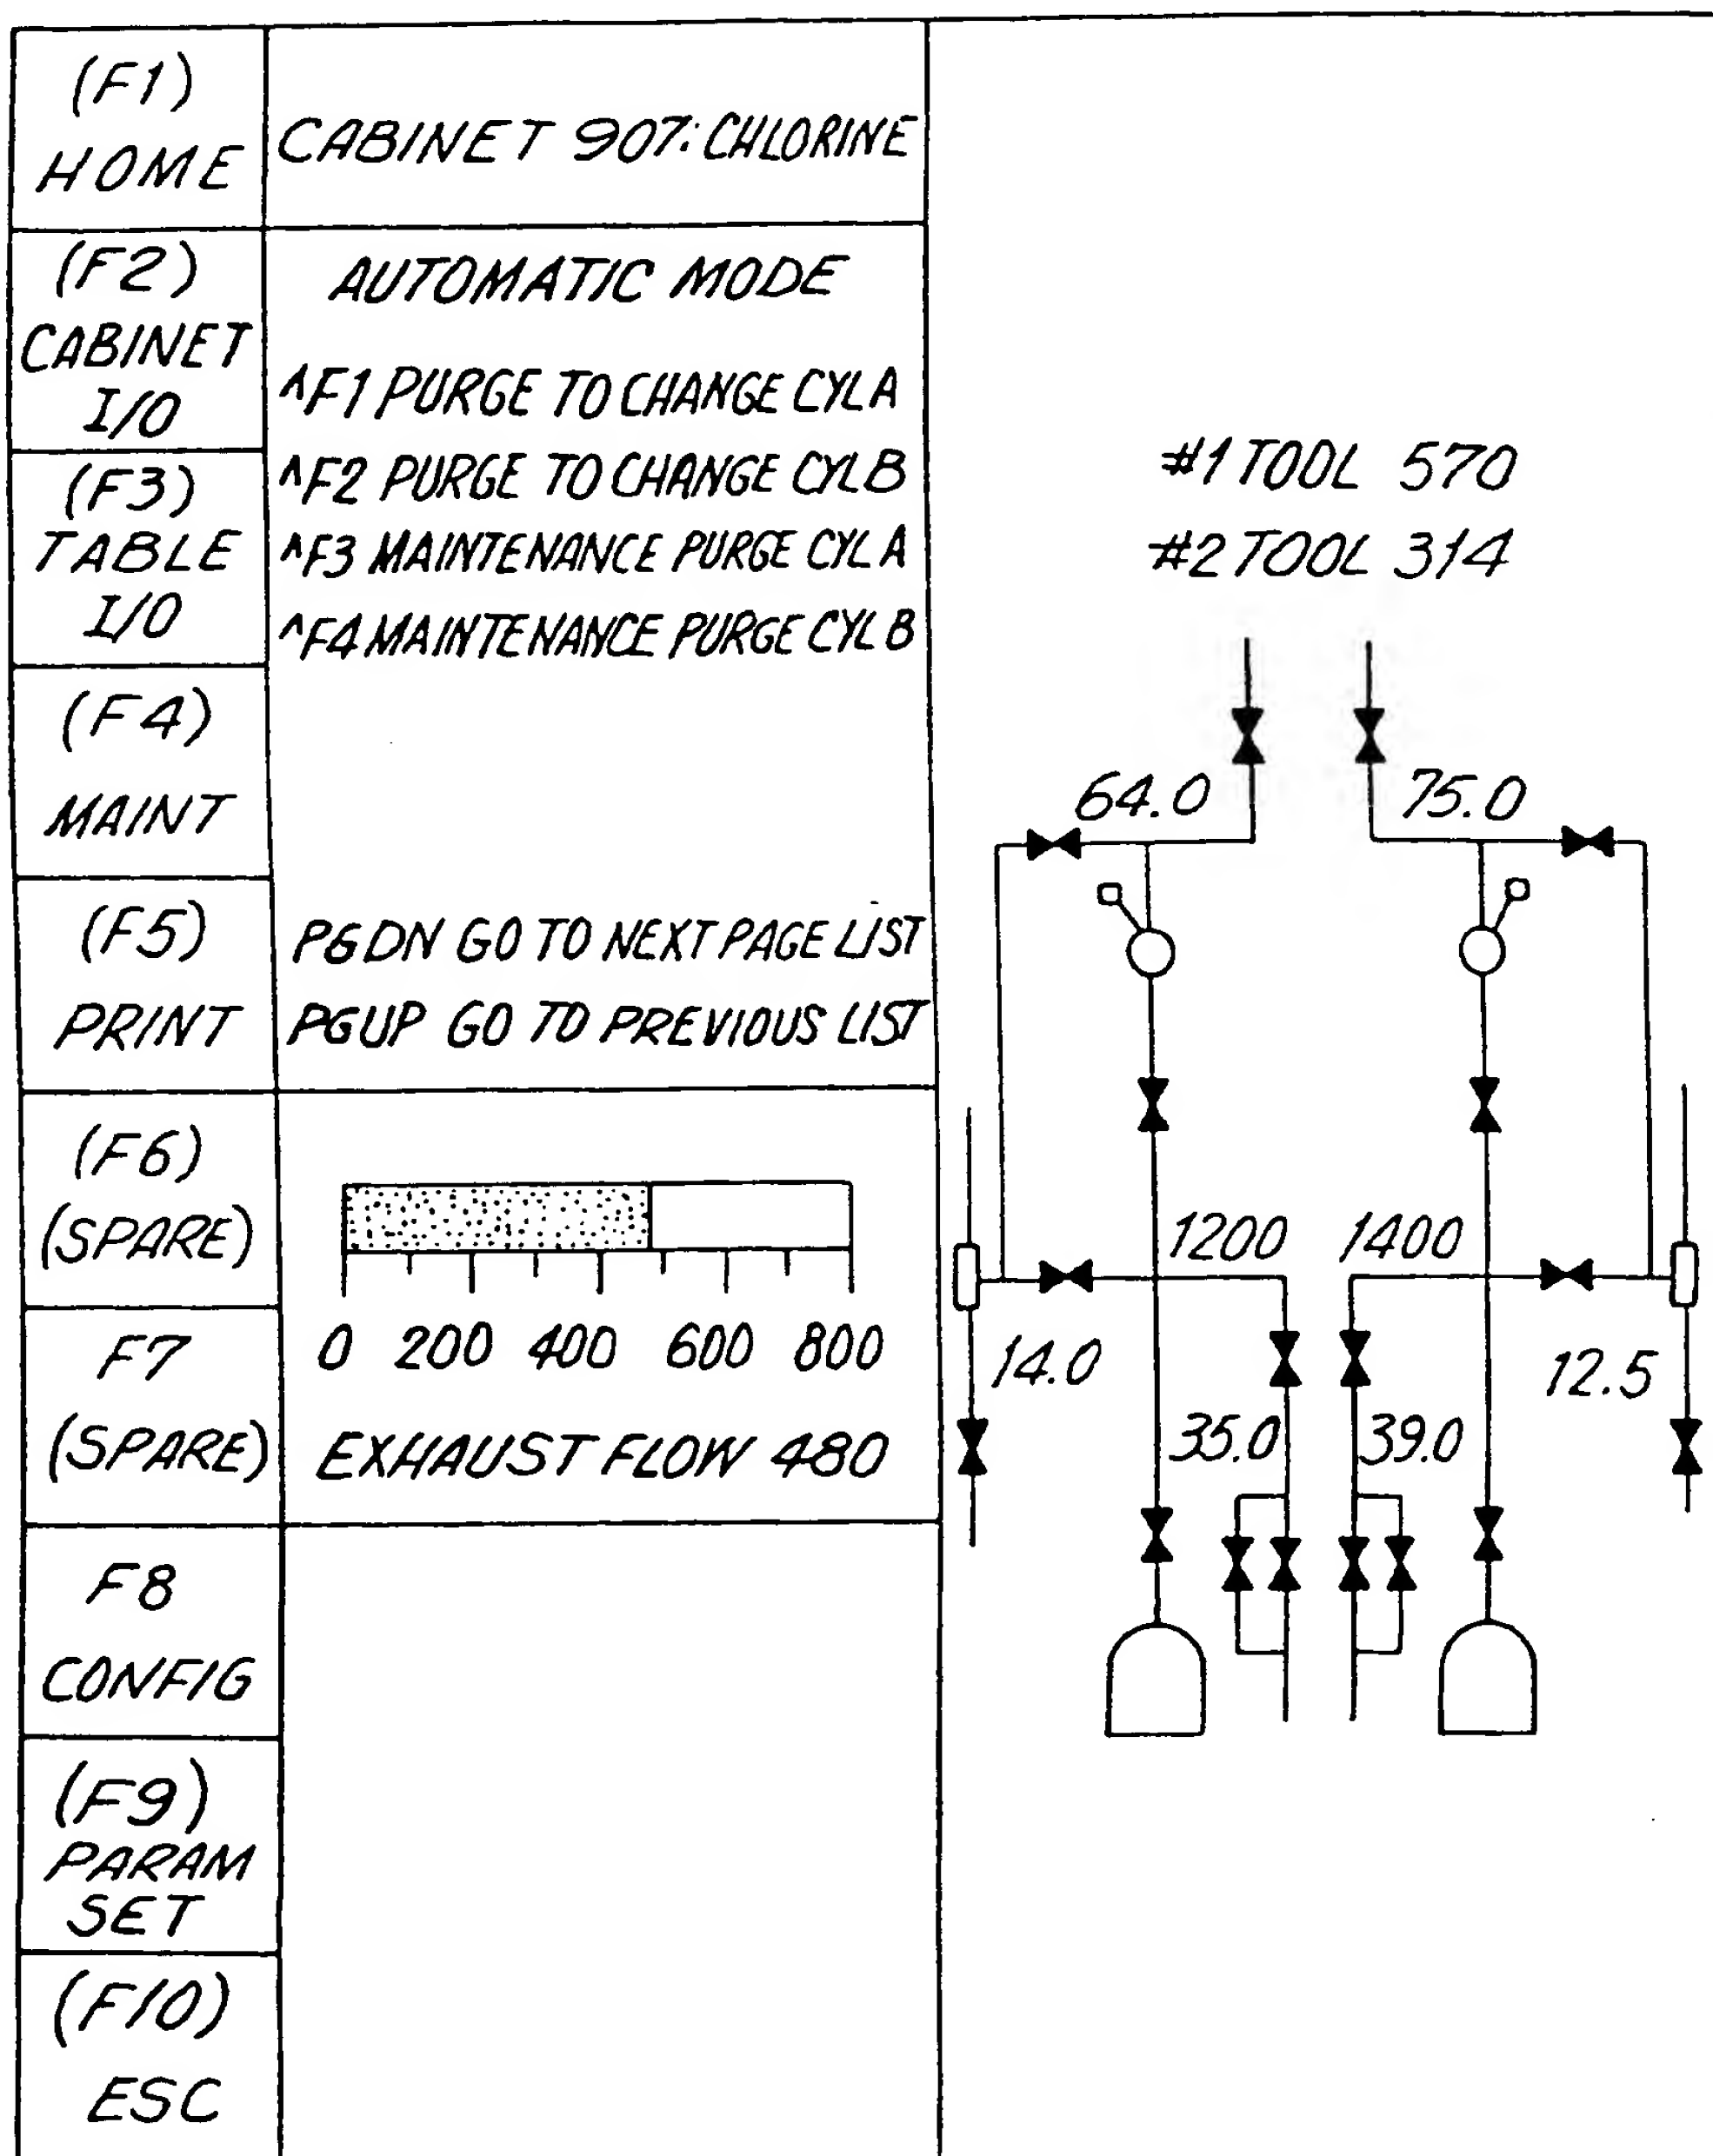 (F1)
HOME
CABINET 907: CHLORINE
(F2)
CABINET
I/O
AUTOMATIC MODE
^F1 PURGE TO CHANGE CYL A
^F2 PURGE TO CHANGE CYL B
^F3 MAINTENANCE PURGE CYL A
^F4 MAINTENANCE PURGE CYL B
(F3)
TABLE
I/O
(F4)
MAINT
(F5)
PRINT
PGDN GO TO NEXT PAGE LIST
PGUP GO TO PREVIOUS LIST
(F6)
(SPARE)
F7
(SPARE)
0 200 400 600 800
EXHAUST FLOW 480
F8
CONFIG
(F9)
PARAM
SET
(F10)
ESC
#1 TOOL 570
#2 TOOL 314
64.0 75.0
1200 1400
14.0 12.5
35.0 39.0